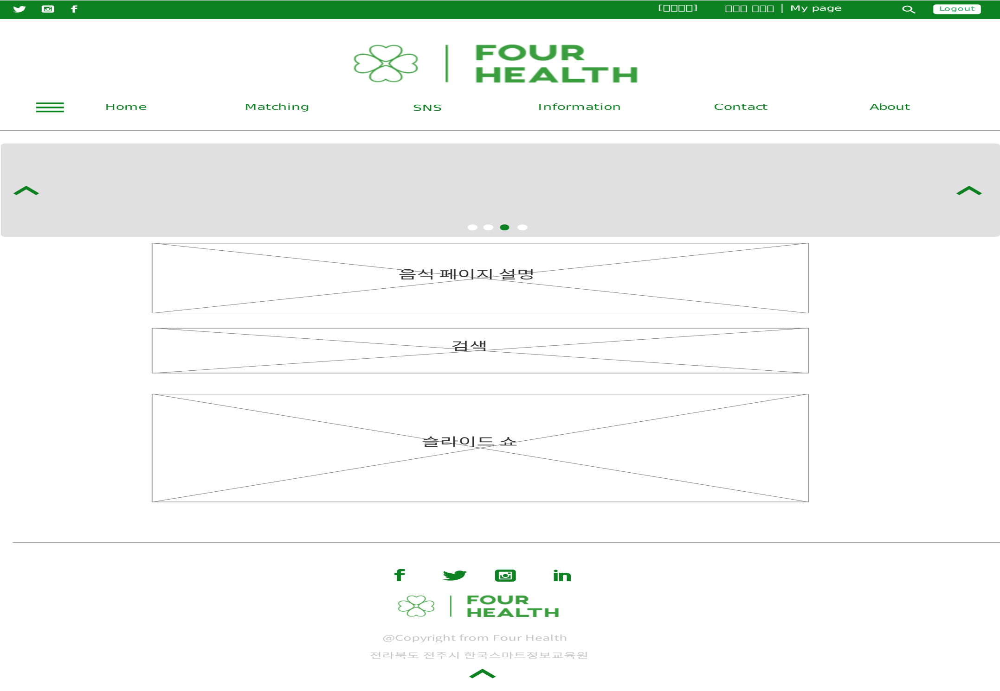 My page
Logout
FOUR
HEALTH
Home
Matching
SNS
Information
Contact
About
음식 페이지 설명
검색
슬라이드 쇼
FOUR
HEALTH
@Copyright from Four Health
전라북도 전주시 한국스마트정보교육원